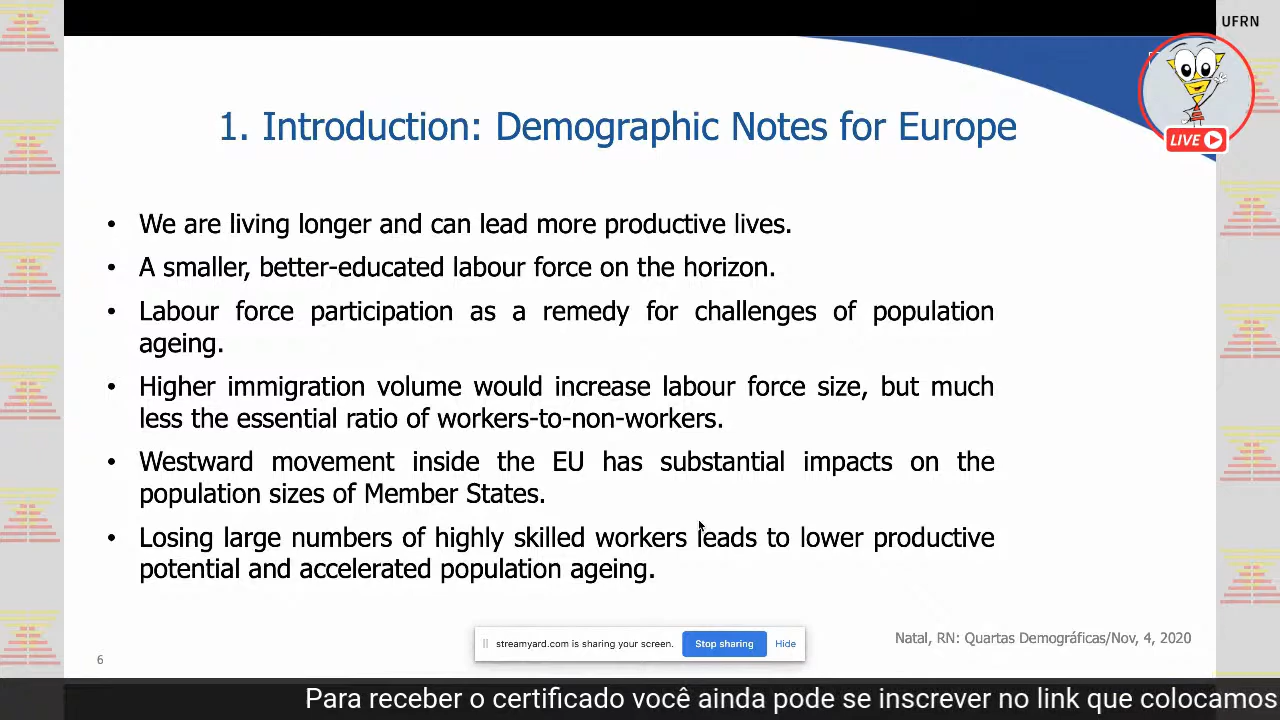 UFRN
LIVE
1. Introduction: Demographic Notes for Europe
• We are living longer and can lead more productive lives.
• A smaller, better-educated labour force on the horizon.
• Labour force participation as a remedy for challenges of population
ageing.
• Higher immigration volume would increase labour force size, but much
less the essential ratio of workers-to-non-workers.
• Westward movement inside the EU has substantial impacts on the
population sizes of Member States.
• Losing large numbers of highly skilled workers leads to lower productive
potential and accelerated population ageing.
streamyard.com is sharing your screen. Stop sharing Hide
Natal, RN: Quartas Demográficas/Nov, 4, 2020
6
Para receber o certificado você ainda pode se inscrever no link que colocamos